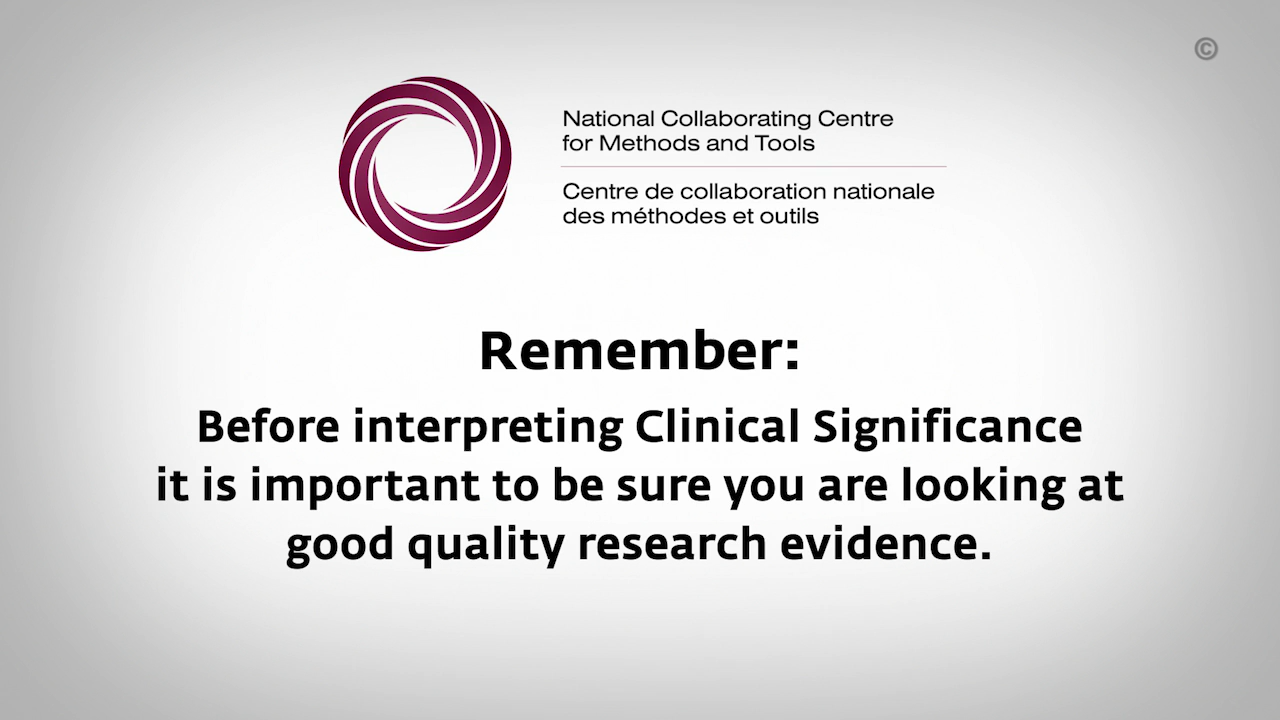 ©
National Collaborating Centre
for Methods and Tools
Centre de collaboration nationale
des méthodes et outils
Remember:
Before interpreting Clinical Significance
it is important to be sure you are looking at
good quality research evidence.